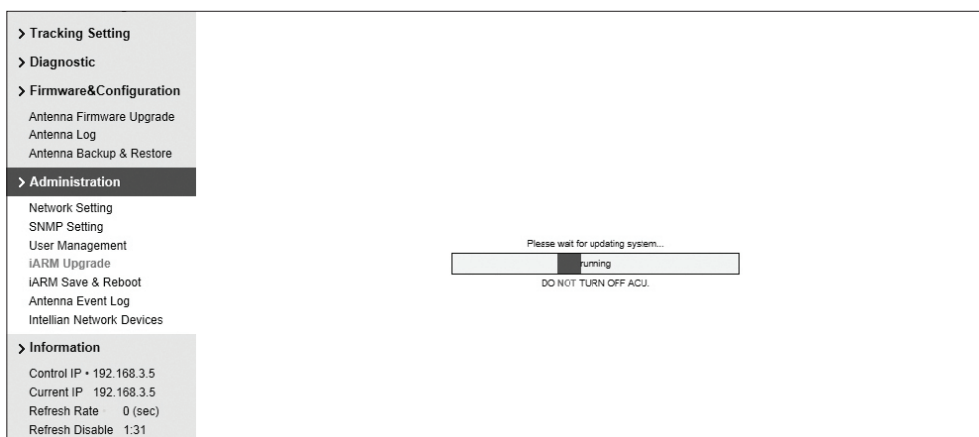 Tracking Setting
Diagnostic
Firmware&Configuration
Antenna Firmware Upgrade
Antenna Log
Antenna Backup & Restore
Administration
Network Setting
SNMP Setting
User Management
iARM Upgrade
iARM Save & Reboot
Antenna Event Log
Intellian Network Devices
Information
Control IP • 192.168.3.5
Current IP 192.168.3.5
Refresh Rate 0 (sec)
Refresh Disable 1:31
Please wait for updating system...
running
DO NOT TURN OFF ACU.